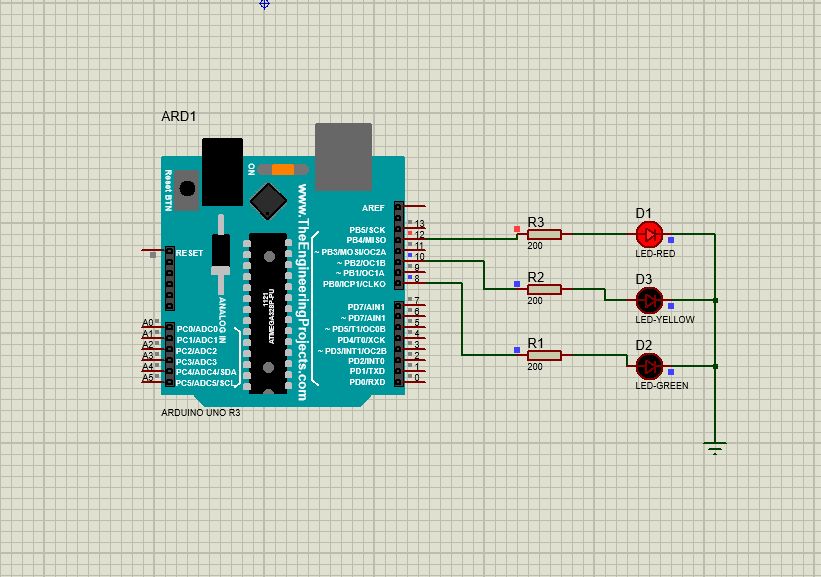 ARD1
ON
Reset BTN
www.TheEngineeringProjects.com
AREF
PB5/SCK 13
PB4/MISO 12
~ PB3/MOSI/OC2A 11
~ PB2/OC1B 10
~ PB1/OC1A 9
PB0/ICP1/CLKO 8
RESET
1121
ATMEGA328P-PU
ANALOG IN
PD7/AIN1 7
~ PD7/AIN1 6
~ PD5/T1/OC0B 5
PD4/T0/XCK 4
~ PD3/INT1/OC2B 3
PD2/INT0 2
PD1/TXD 1
PD0/RXD 0
A0 PC0/ADC0
A1 PC1/ADC1
A2 PC2/ADC2
A3 PC3/ADC3
A4 PC4/ADC4/SDA
A5 PC5/ADC5/SCL
ARDUINO UNO R3
R3
200
D1
LED-RED
R2
200
D3
LED-YELLOW
R1
200
D2
LED-GREEN